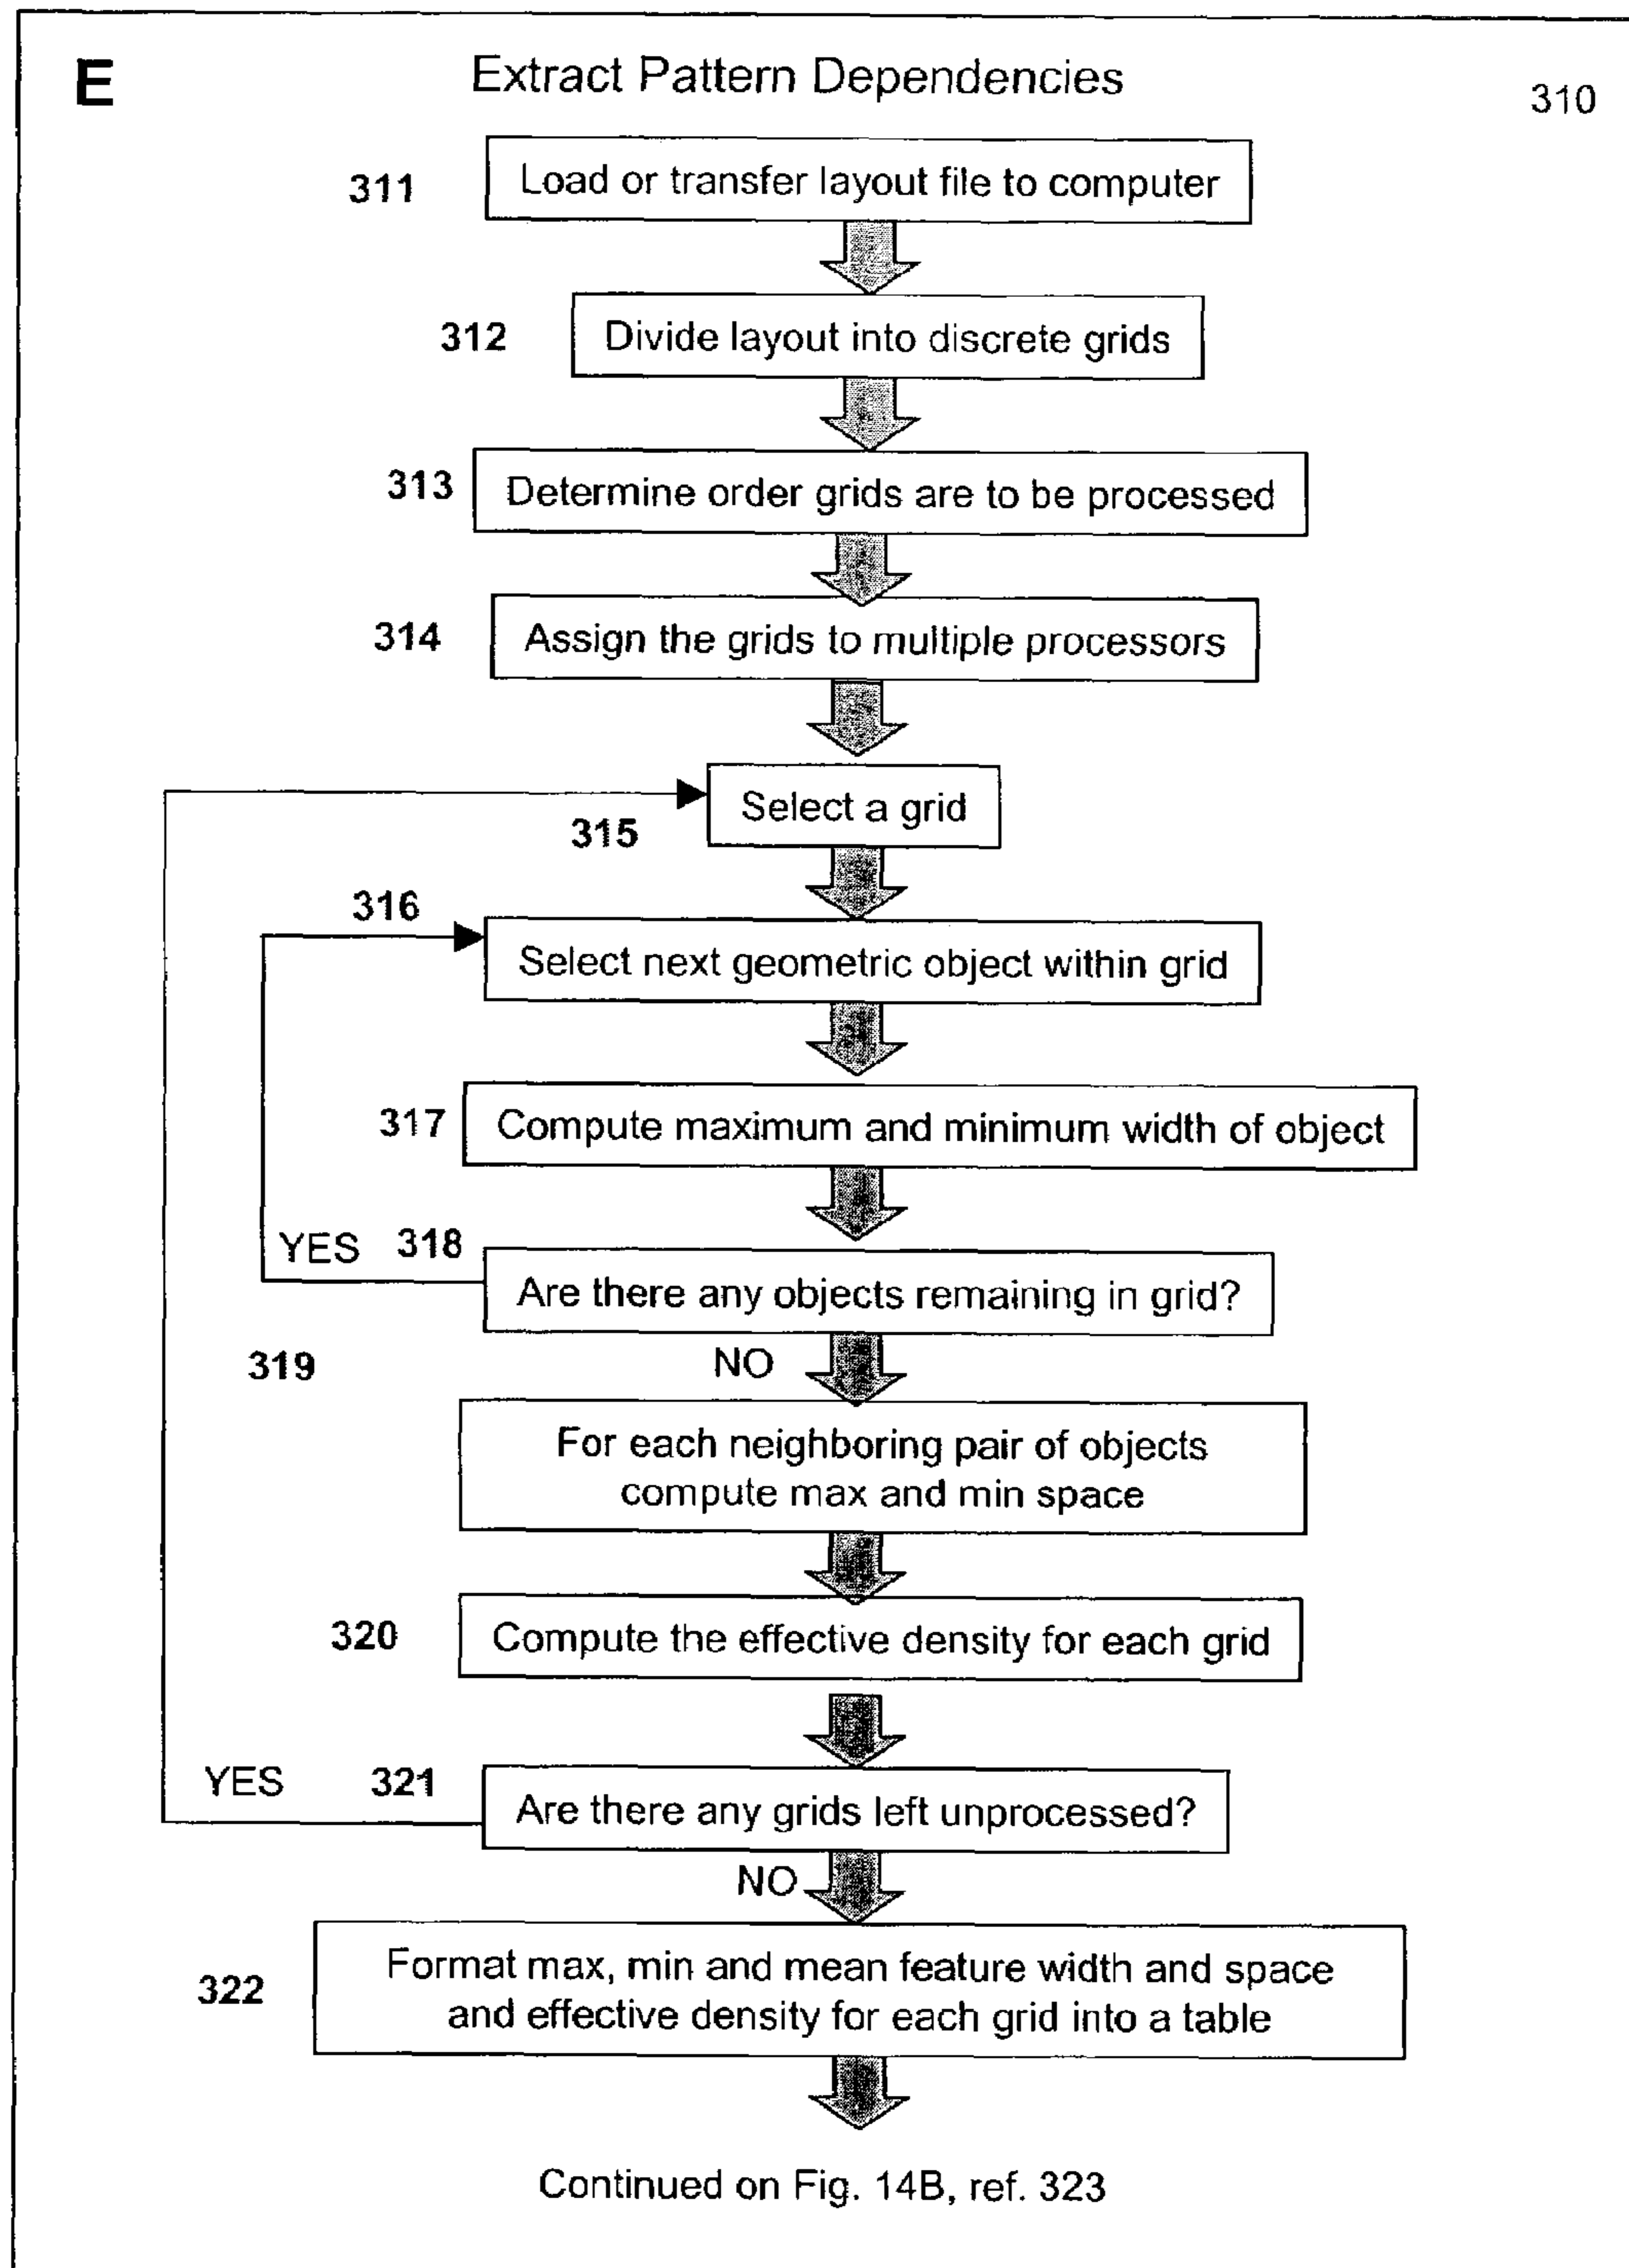 E
Extract Pattern Dependencies
310
311
Load or transfer layout file to computer
312
Divide layout into discrete grids
313
Determine order grids are to be processed
314
Assign the grids to multiple processors
Select a grid
315
316
Select next geometric object within grid
317
Compute maximum and minimum width of object
YES
318
Are there any objects remaining in grid?
319
NO
For each neighboring pair of objects
compute max and min space
320
Compute the effective density for each grid
YES
321
Are there any grids left unprocessed?
NO
322
Format max, min and mean feature width and space
and effective density for each grid into a table
Continued on Fig. 14B, ref. 323